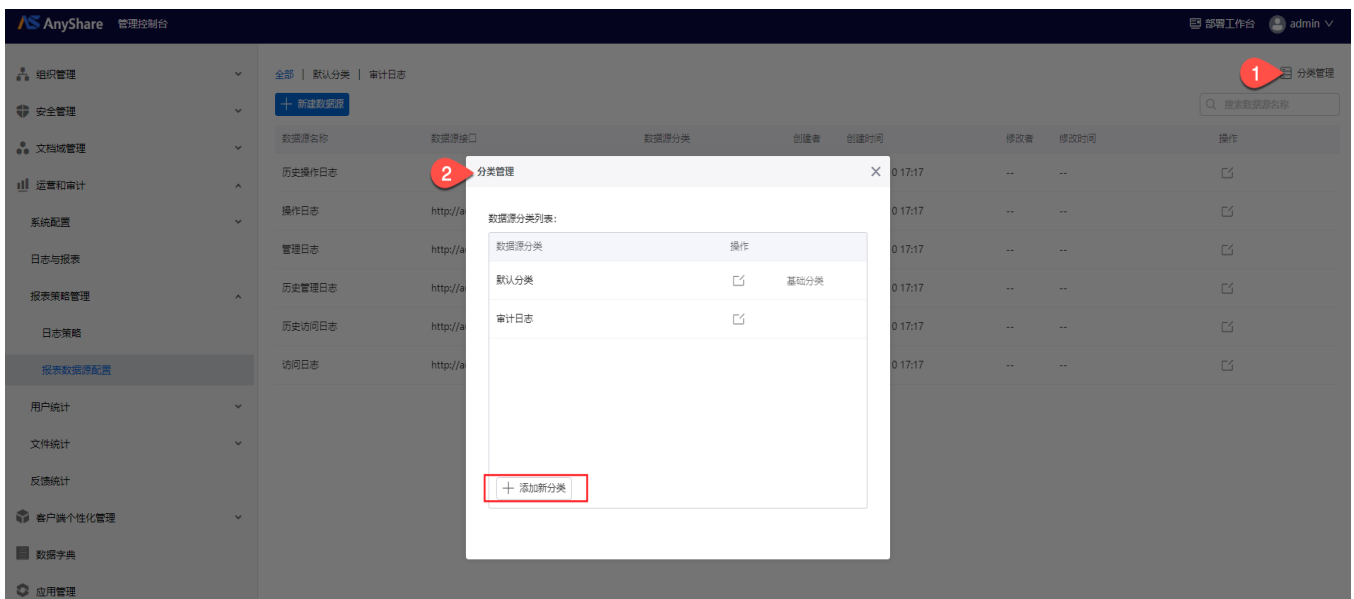 AnyShare 管理控制台
部署工作台 admin
组织管理
安全管理
文档域管理
运营和审计
系统配置
日志与报表
报表策略管理
日志策略
报表数据源配置
用户统计
文件统计
反馈统计
客户端个性化管理
数据字典
应用管理
全部 | 默认分类 | 审计日志
1 分类管理
新建数据源
搜索数据源名称
数据源名称 数据源接口 数据源分类 创建者 创建时间 修改者 修改时间 操作
历史操作日志 0 17:17 -- --
操作日志 http://a 0 17:17 -- --
管理日志 http://a 0 17:17 -- --
历史管理日志 http://a 0 17:17 -- --
历史访问日志 http://a 0 17:17 -- --
访问日志 http://a 0 17:17 -- --
2 分类管理
数据源分类列表:
数据源分类 操作
默认分类 基础分类
审计日志
添加新分类